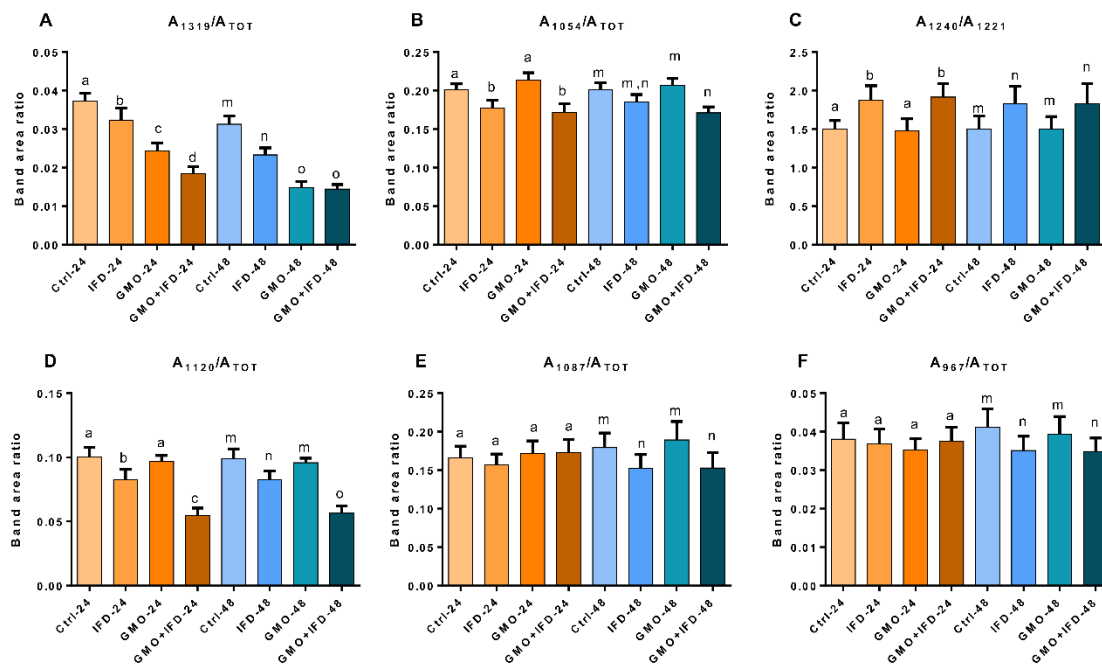 A
A1319/ATOT
Band area ratio
0.05
0.04
0.03
0.02
0.01
0.00
a
b
c
d
m
n
o
o
Ctrl-24
IFD-24
GMO-24
GMO+IFD-24
Ctrl-48
IFD-48
GMO-48
GMO+IFD-48
B
A1054/ATOT
Band area ratio
0.25
0.20
0.15
0.10
0.05
0.00
a
b
a
b
m
m,n
m
n
Ctrl-24
IFD-24
GMO-24
GMO+IFD-24
Ctrl-48
IFD-48
GMO-48
GMO+IFD-48
C
A1240/A1221
Band area ratio
2.5
2.0
1.5
1.0
5.0
0.0
a
b
a
b
m
n
m
n
Ctrl-24
IFD-24
GMO-24
GMO+IFD-24
Ctrl-48
IFD-48
GMO-48
GMO+IFD-48
D
A1120/ATOT
Band area ratio
0.15
0.10
0.05
0.00
a
b
a
c
m
n
m
o
Ctrl-24
IFD-24
GMO-24
GMO+IFD-24
Ctrl-48
IFD-48
GMO-48
GMO+IFD-48
E
A1087/ATOT
Band area ratio
0.25
0.20
0.15
0.10
0.05
0.00
a
a
a
a
m
n
m
n
Ctrl-24
IFD-24
GMO-24
GMO+IFD-24
Ctrl-48
IFD-48
GMO-48
GMO+IFD-48
F
A967/ATOT
Band area ratio
0.05
0.04
0.03
0.02
0.01
0.00
a
a
a
a
m
n
m
n
Ctrl-24
IFD-24
GMO-24
GMO+IFD-24
Ctrl-48
IFD-48
GMO-48
GMO+IFD-48